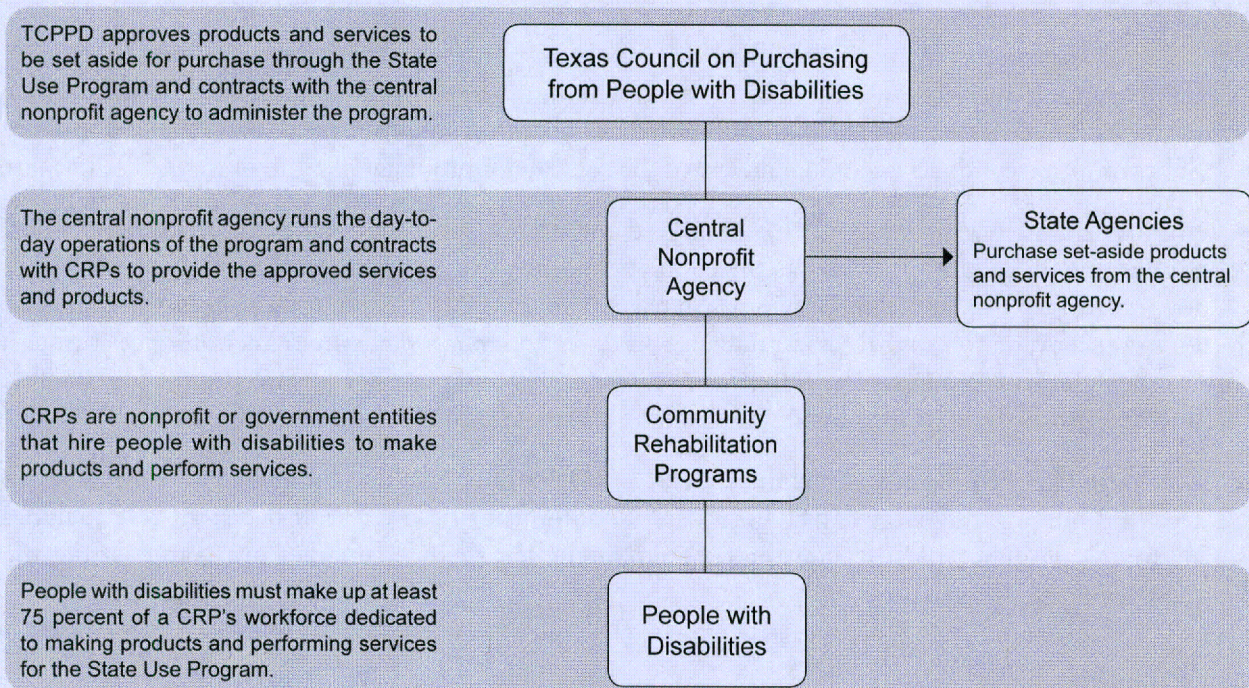 TCPPD approves products and services to
be set aside for purchase through the State
Use Program and contracts with the central
nonprofit agency to administer the program.
Texas Council on Purchasing
from People with Disabilities
The central nonprofit agency runs the day-to-
day operations of the program and contracts
with CRPs to provide the approved services
and products.
Central
Nonprofit
Agency
State Agencies
Purchase set-aside products
and services from the central
nonprofit agency.
CRPs are nonprofit or government entities
that hire people with disabilities to make
products and perform services.
Community
Rehabilitation
Programs
People with disabilities must make up at least
75 percent of a CRP's workforce dedicated
to making products and performing services
for the State Use Program.
People with
Disabilities